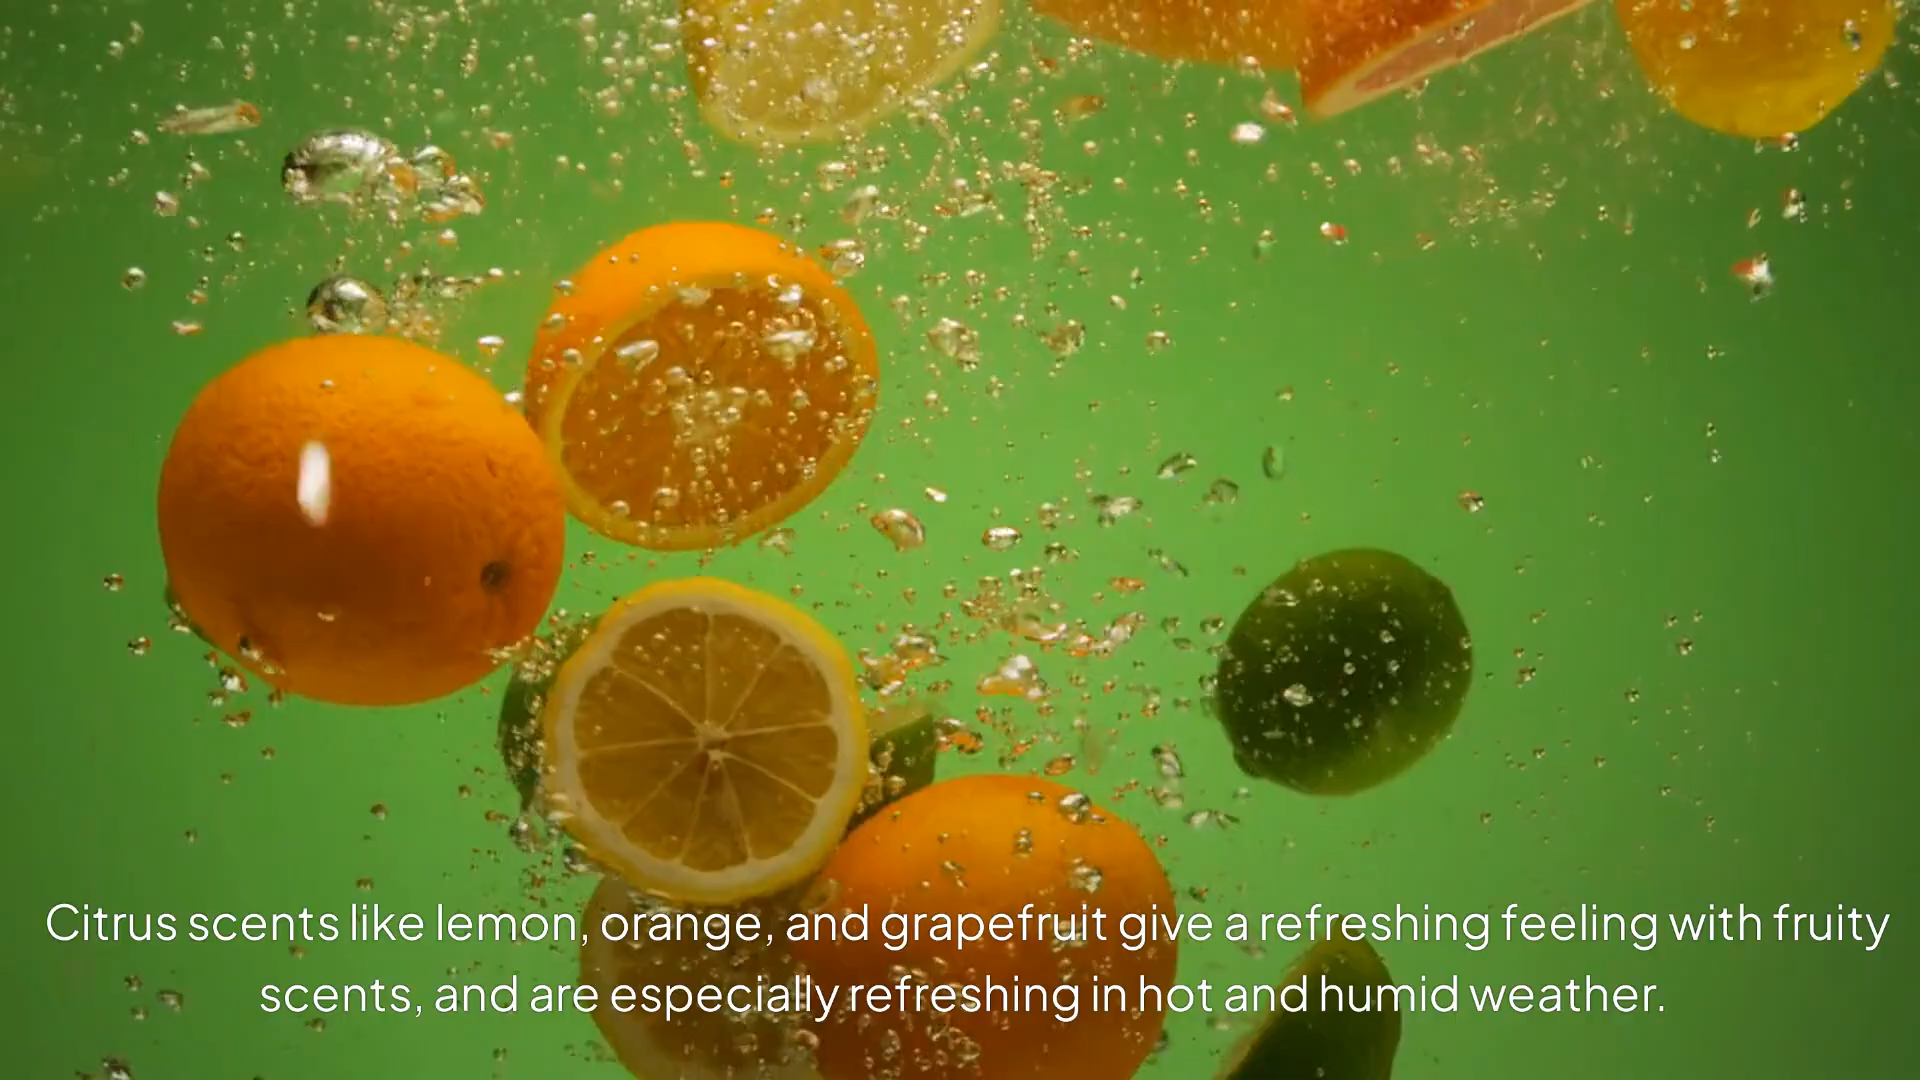 Citrus scents like lemon, orange, and grapefruit give a refreshing feeling with fruity
scents, and are especially refreshing in hot and humid weather.